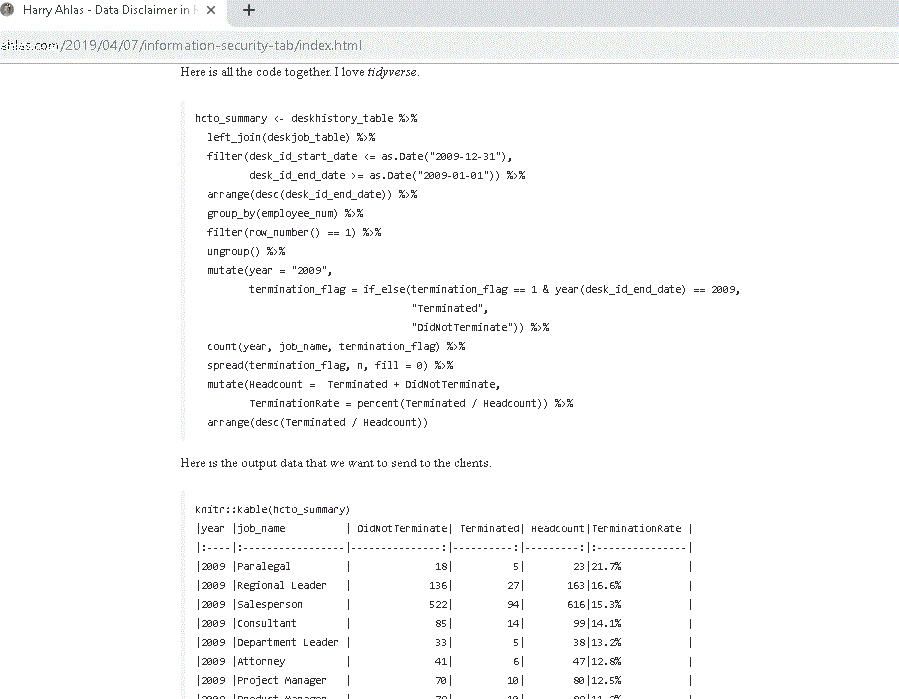 Harry Ahlas - Data Disclaimer in
ahlas.com/2019/04/07/information-security-tab/index.html
Here is all the code together. I love tidyverse.
hcto_summary <- deskhistory_table %>%
  left_join(deskjob_table) %>%
  filter(desk_id_start_date <= as.Date("2009-12-31"),
         desk_id_end_date >= as.Date("2009-01-01")) %>%
  arrange(desc(desk_id_end_date)) %>%
  group_by(employee_num) %>%
  filter(row_number() == 1) %>%
  ungroup() %>%
  mutate(year = "2009",
         termination_flag = if_else(termination_flag == 1 & year(desk_id_end_date) == 2009,
                                    "Terminated",
                                    "DidNotTerminate")) %>%
  count(year, job_name, termination_flag) %>%
  spread(termination_flag, n, fill = 0) %>%
  mutate(Headcount =  Terminated + DidNotTerminate,
         TerminationRate = percent(Terminated / Headcount)) %>%
  arrange(desc(Terminated / Headcount))
Here is the output data that we want to send to the clients.
knitr::kable(hcto_summary)
|year |job_name          | DidNotTerminate| Terminated| Headcount|TerminationRate |
|:----|:-----------------|---------------:|----------:|---------:|:---------------|
|2009 |Paralegal         |              18|          5|        23|21.7%           |
|2009 |Regional Leader   |             136|         27|       163|16.6%           |
|2009 |Salesperson       |             522|         94|       616|15.3%           |
|2009 |Consultant        |              85|         14|        99|14.1%           |
|2009 |Department Leader |              33|          5|        38|13.2%           |
|2009 |Attorney          |              41|          6|        47|12.8%           |
|2009 |Project Manager   |              70|         10|        80|12.5%           |
|2009 |Product Manager